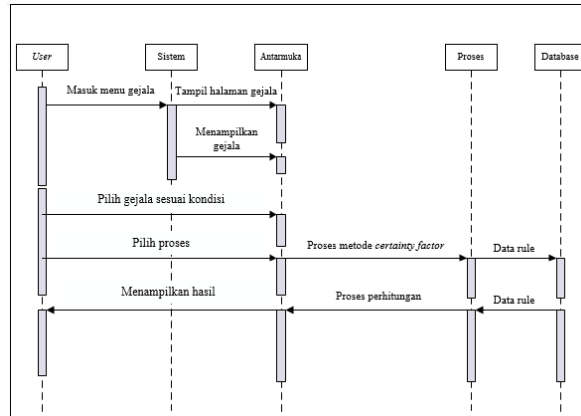 User
Sistem
Antarmuka
Proses
Database
Masuk menu gejala
Tampil halaman gejala
Menampilkan
gejala
Pilih gejala sesuai kondisi
Pilih proses
Proses metode certainty factor
Data rule
Menampilkan hasil
Proses perhitungan
Data rule